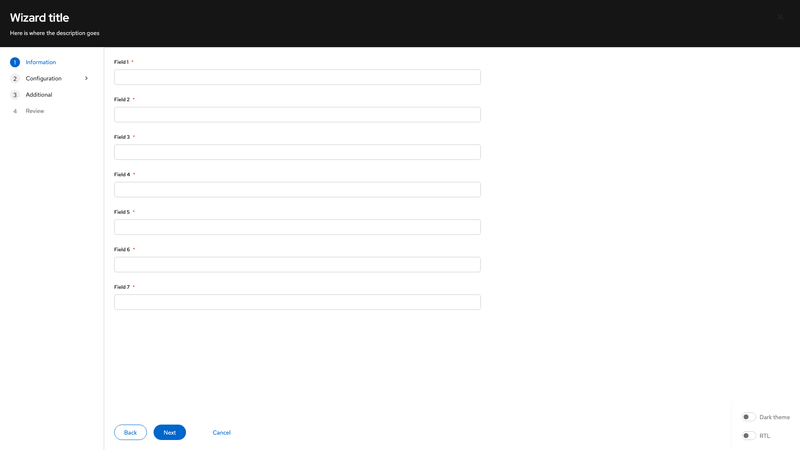 Wizard title
Here is where the description goes
1 Information
2 Configuration
3 Additional
4 Review
Field 1 *
Field 2 *
Field 3 *
Field 4 *
Field 5 *
Field 6 *
Field 7 *
Back Next Cancel
Dark theme
RTL